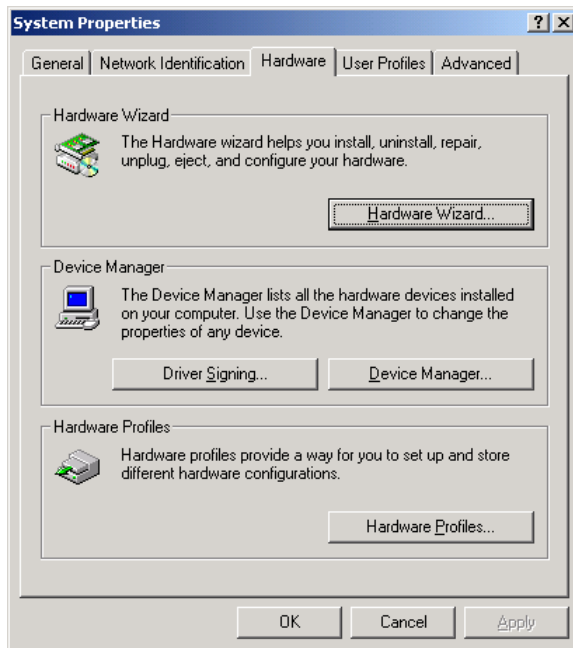 System Properties
General
Network Identification
Hardware
User Profiles
Advanced
Hardware Wizard
The Hardware wizard helps you install, uninstall, repair,
unplug, eject, and configure your hardware.
Hardware Wizard...
Device Manager
The Device Manager lists all the hardware devices installed
on your computer. Use the Device Manager to change the
properties of any device.
Driver Signing...
Device Manager...
Hardware Profiles
Hardware profiles provide a way for you to set up and store
different hardware configurations.
Hardware Profiles...
OK
Cancel
Apply